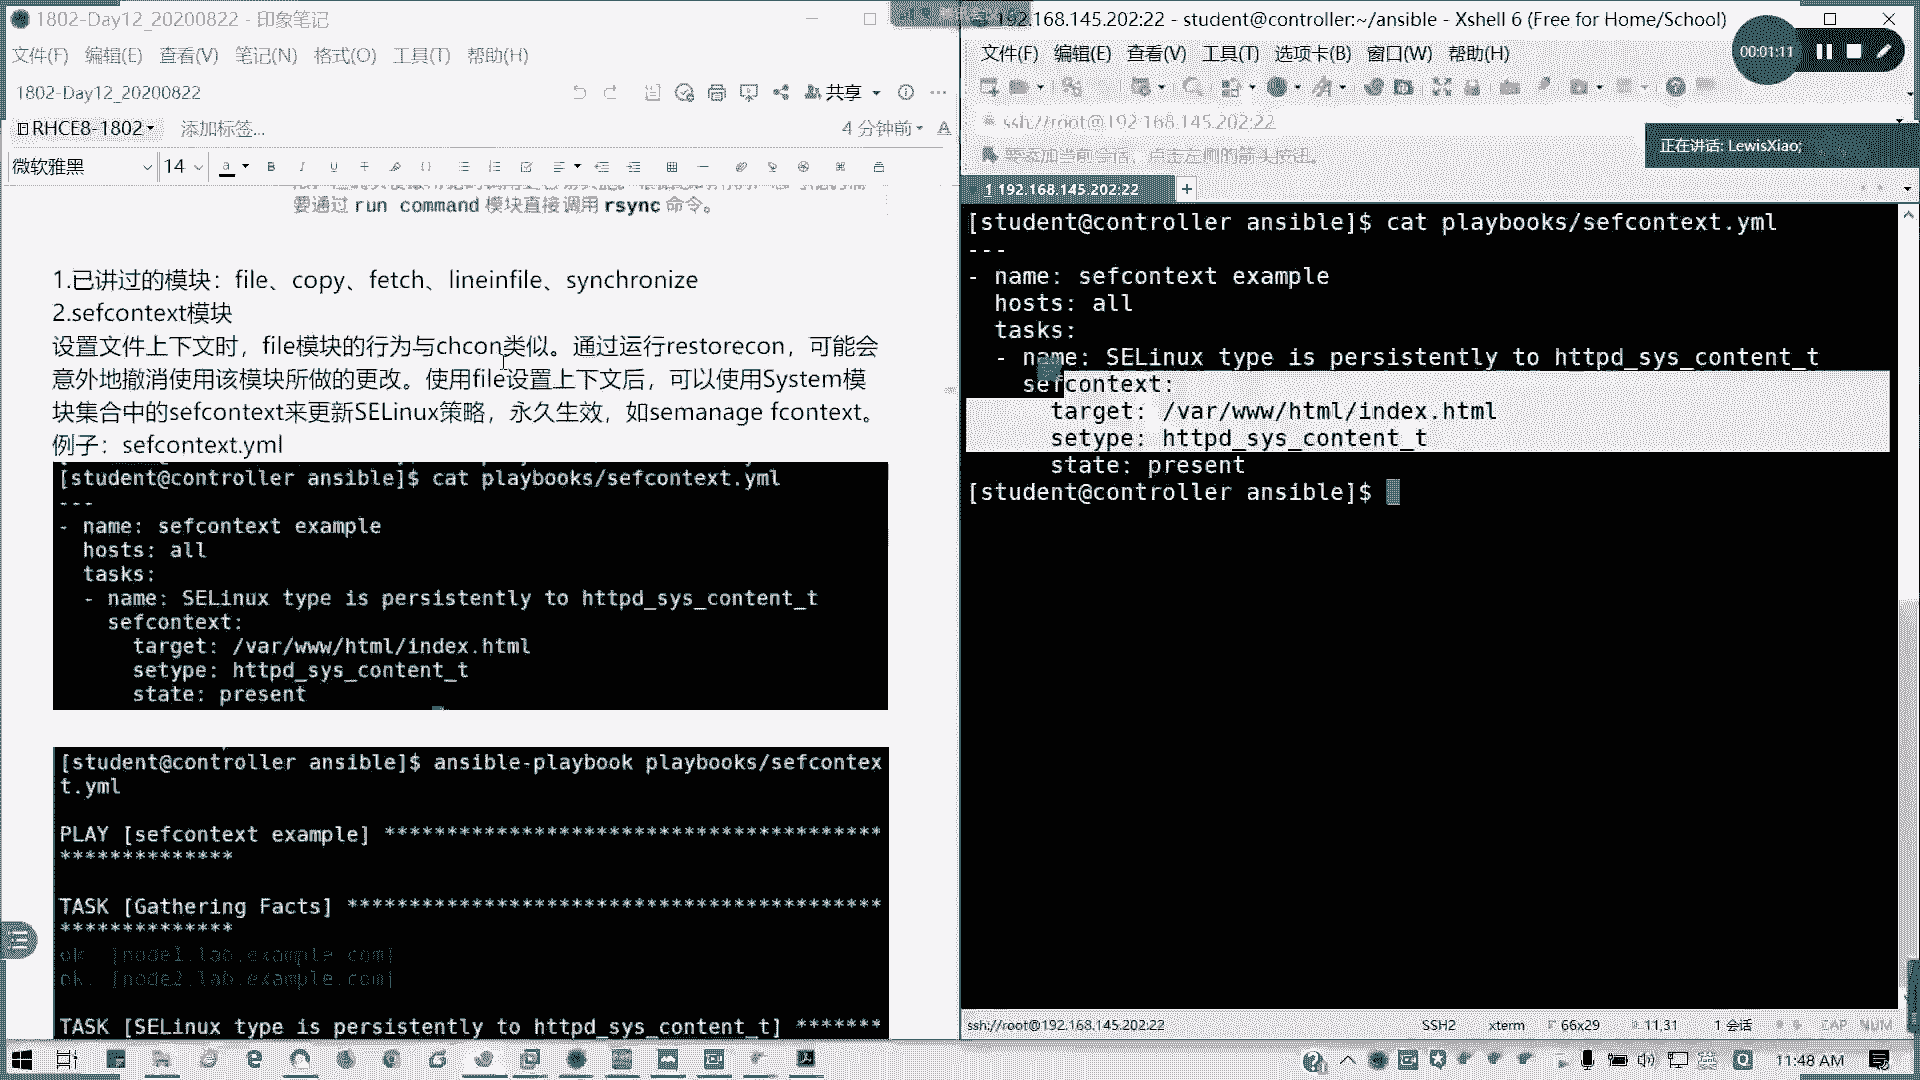 1802-Day12_20200822 - 印象笔记
文件(F) 编辑(E) 查看(V) 笔记(N) 格式(O) 工具(T) 帮助(H)
1802-Day12_20200822
共享
RHCE8-1802 添加标签...
4 分钟前
微软雅黑 14
要通过 run command 模块直接调用 rsync 命令。
1.已讲过的模块：file、copy、fetch、lineinfile、synchronize
2.sefcontext模块
设置文件上下文时，file模块的行为与chcon类似。通过运行restorecon，可能会
意外地撤消使用该模块所做的更改。使用file设置上下文后，可以使用System模
块集合中的sefcontext来更新SELinux策略，永久生效，如semanage fcontext。
例子：sefcontext.yml
[student@controller ansible]$ cat playbooks/sefcontext.yml
---
- name: sefcontext example
hosts: all
tasks:
- name: SELinux type is persistently to httpd_sys_content_t
sefcontext:
target: /var/www/html/index.html
setype: httpd_sys_content_t
state: present
[student@controller ansible]$ ansible-playbook playbooks/sefcontex
t.yml
PLAY [sefcontext example] ****************************************
**************
TASK [Gathering Facts] *******************************************
**************
ok: [node1.lab.example.com]
ok: [node2.lab.example.com]
TASK [SELinux type is persistently to httpd_sys_content_t] *******
192.168.145.202:22 - student@controller:~/ansible - Xshell 6 (Free for Home/School)
文件(F) 编辑(E) 查看(V) 工具(T) 选项卡(B) 窗口(W) 帮助(H)
00:01:11
ssh://root@192.168.145.202:22
要添加当前会话，点击左侧的箭头按钮。
正在讲话: LewisXiao;
1 192.168.145.202:22 +
[student@controller ansible]$ cat playbooks/sefcontext.yml
---
- name: sefcontext example
hosts: all
tasks:
- name: SELinux type is persistently to httpd_sys_content_t
sefcontext:
target: /var/www/html/index.html
setype: httpd_sys_content_t
state: present
[student@controller ansible]$
ssh://root@192.168.145.202:22 SSH2 xterm 66x29 11,31 1 会话 CAP NUM
11:48 AM